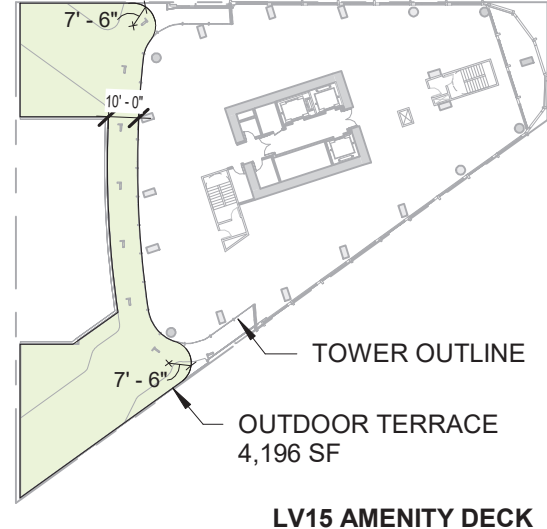 7' - 6"
10' - 0"
TOWER OUTLINE
7' - 6"
OUTDOOR TERRACE
4,196 SF
LV15 AMENITY DECK